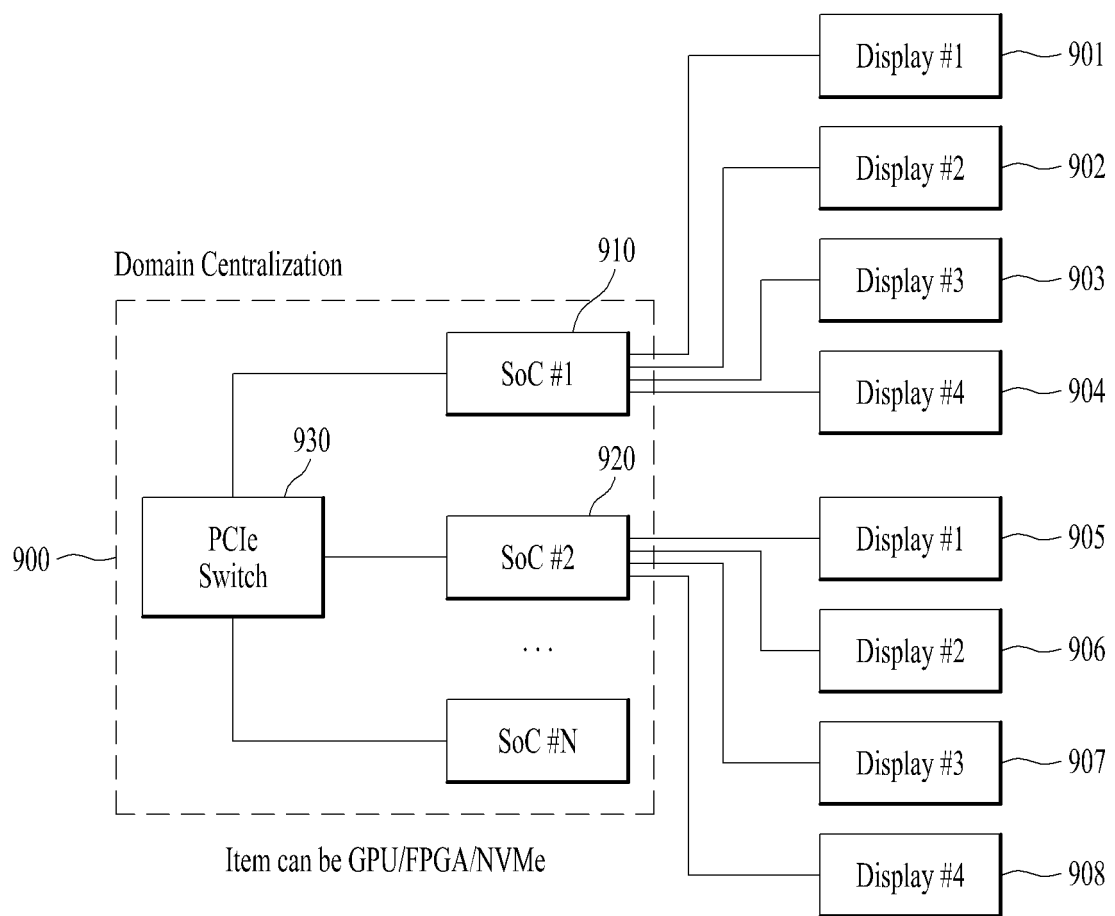 Display #1
901
Display #2
902
Display #3
903
Display #4
904
Domain Centralization
910
SoC #1
930
920
900
PCIe
Switch
SoC #2
...
SoC #N
Display #1
905
Display #2
906
Display #3
907
Display #4
908
Item can be GPU/FPGA/NVMe